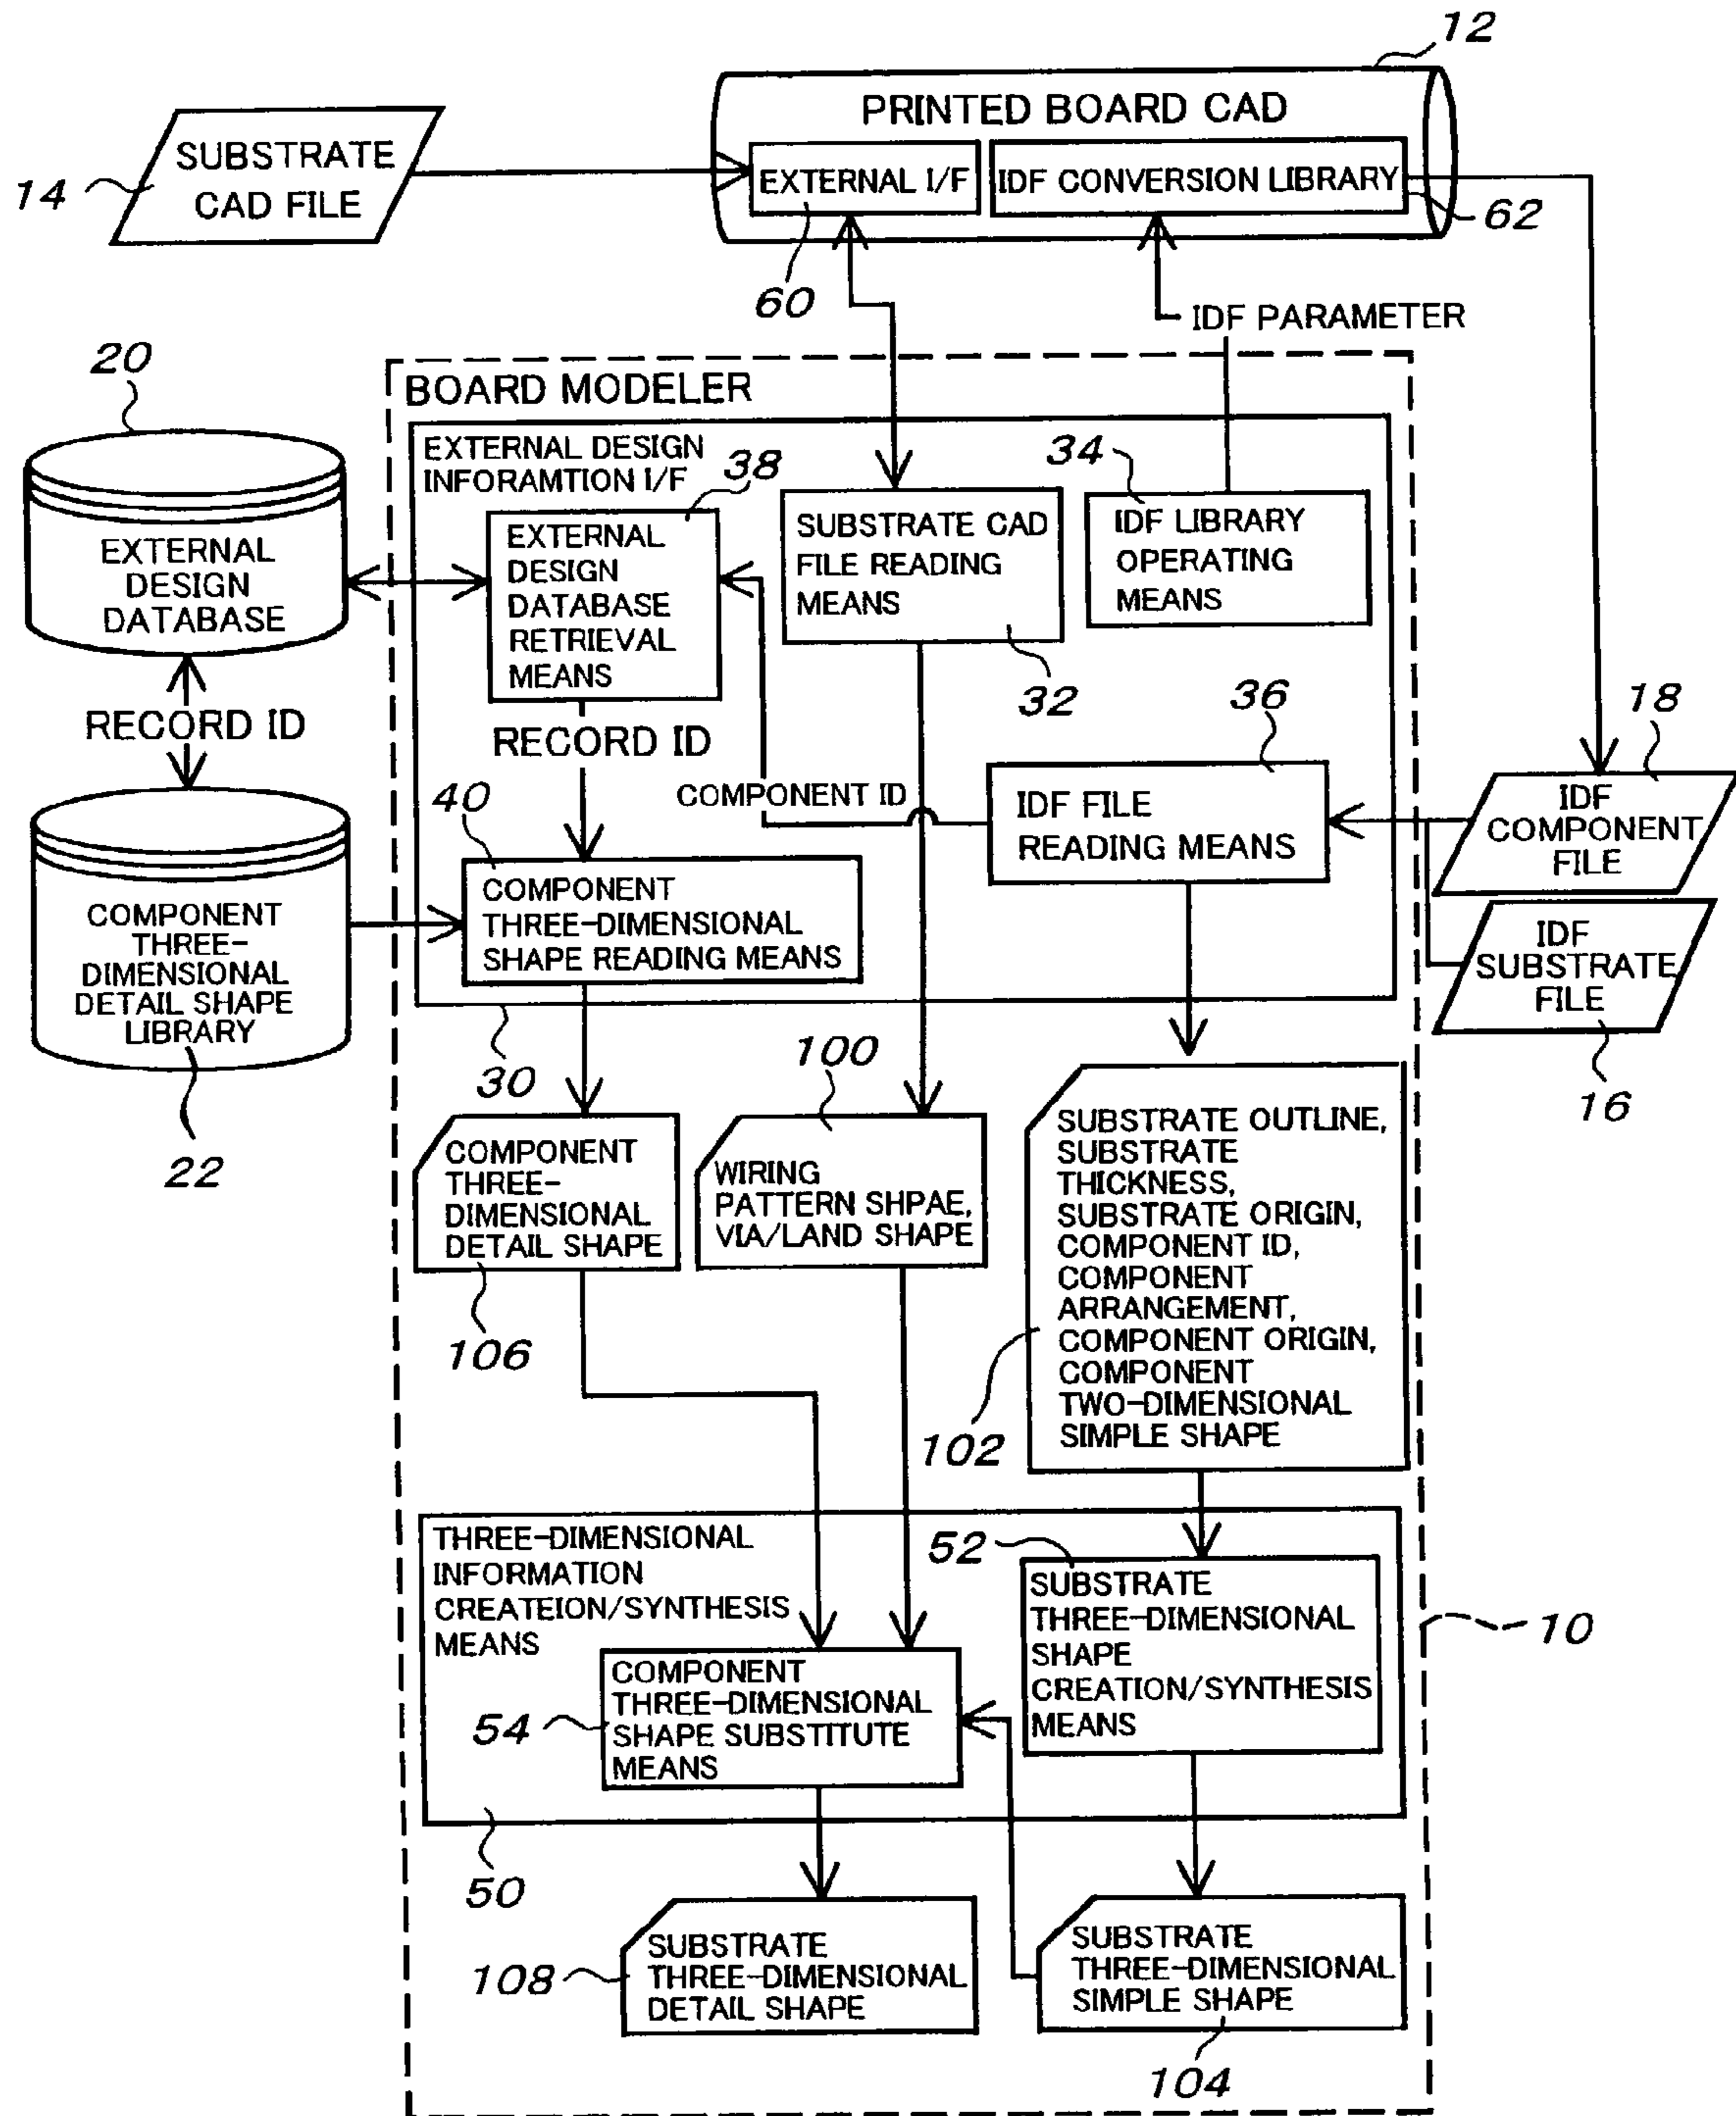 12
PRINTED BOARD CAD
SUBSTRATE
CAD FILE
14
EXTERNAL I/F
IDF CONVERSION LIBRARY
62
60
IDF PARAMETER
20
BOARD MODELER
EXTERNAL DESIGN
INFORAMTION I/F
38
34
EXTERNAL
DESIGN
DATABASE
EXTERNAL
DESIGN
DATABASE
RETRIEVAL
MEANS
SUBSTRATE CAD
FILE READING
MEANS
IDF LIBRARY
OPERATING
MEANS
32
36
18
RECORD ID
RECORD ID
COMPONENT ID
IDF FILE
READING MEANS
IDF
COMPONENT
FILE
40
COMPONENT
THREE-DIMENSIONAL
SHAPE READING MEANS
COMPONENT
THREE-
DIMENSIONAL
DETAIL SHAPE
LIBRARY
22
IDF
SUBSTRATE
FILE
16
30
100
COMPONENT
THREE-
DIMENSIONAL
DETAIL SHAPE
106
WIRING
PATTERN SHPAE,
VIA/LAND SHAPE
SUBSTRATE OUTLINE,
SUBSTRATE
THICKNESS,
SUBSTRATE ORIGIN,
COMPONENT ID,
COMPONENT
ARRANGEMENT,
COMPONENT ORIGIN,
COMPONENT
TWO-DIMENSIONAL
SIMPLE SHAPE
102
THREE-DIMENSIONAL
INFORMATION
CREATEION/SYNTHESIS
MEANS
52
SUBSTRATE
THREE-DIMENSIONAL
SHAPE
CREATION/SYNTHESIS
MEANS
10
COMPONENT
THREE-DIMENSIONAL
SHAPE SUBSTITUTE
MEANS
54
50
SUBSTRATE
THREE-DIMENSIONAL
DETAIL SHAPE
108
SUBSTRATE
THREE-DIMENSIONAL
SIMPLE SHAPE
104